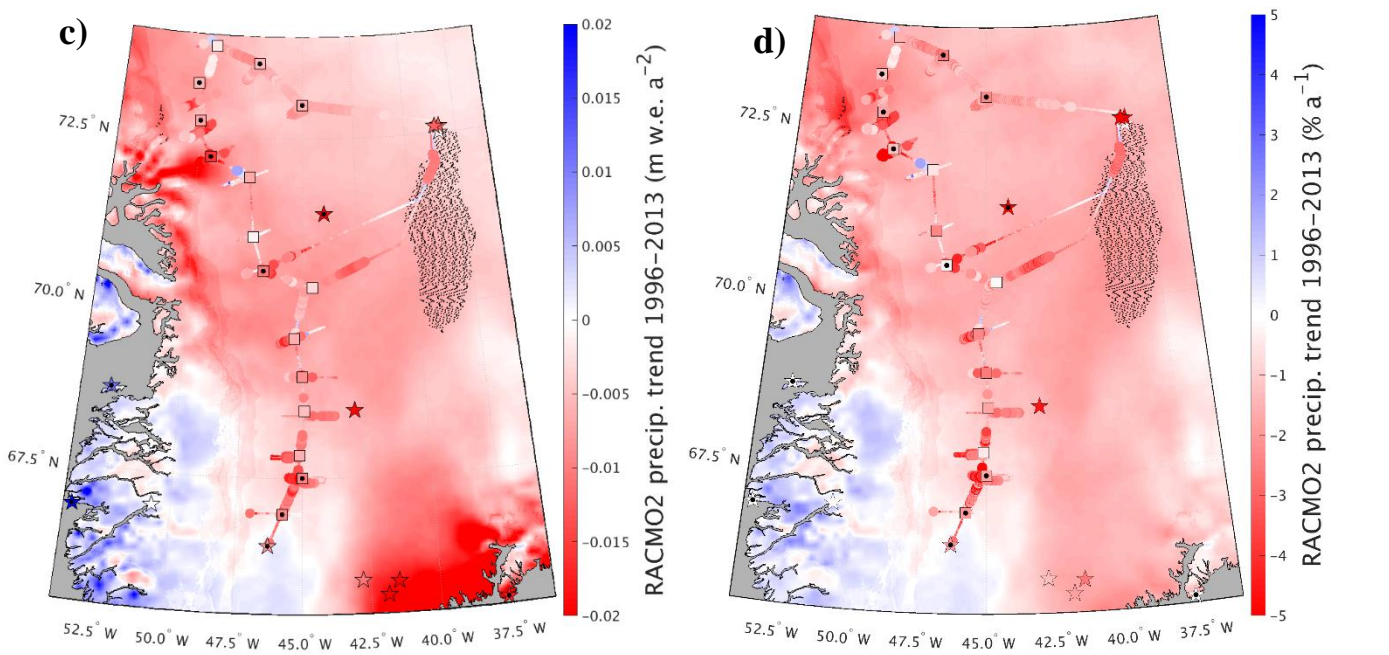 c)
72.5° N
70.0° N
67.5° N
52.5° W
50.0° W
47.5° W
45.0° W
42.5° W
40.0° W
37.5° W
0.02
0.015
0.01
0.005
0
−0.005
−0.01
−0.015
−0.02
RACMO2 precip. trend 1996−2013 (m w.e. a−2)
d)
72.5° N
70.0° N
67.5° N
52.5° W
50.0° W
47.5° W
45.0° W
42.5° W
40.0° W
37.5° W
5
4
3
2
1
0
−1
−2
−3
−4
−5
RACMO2 precip. trend 1996−2013 (% a−1)